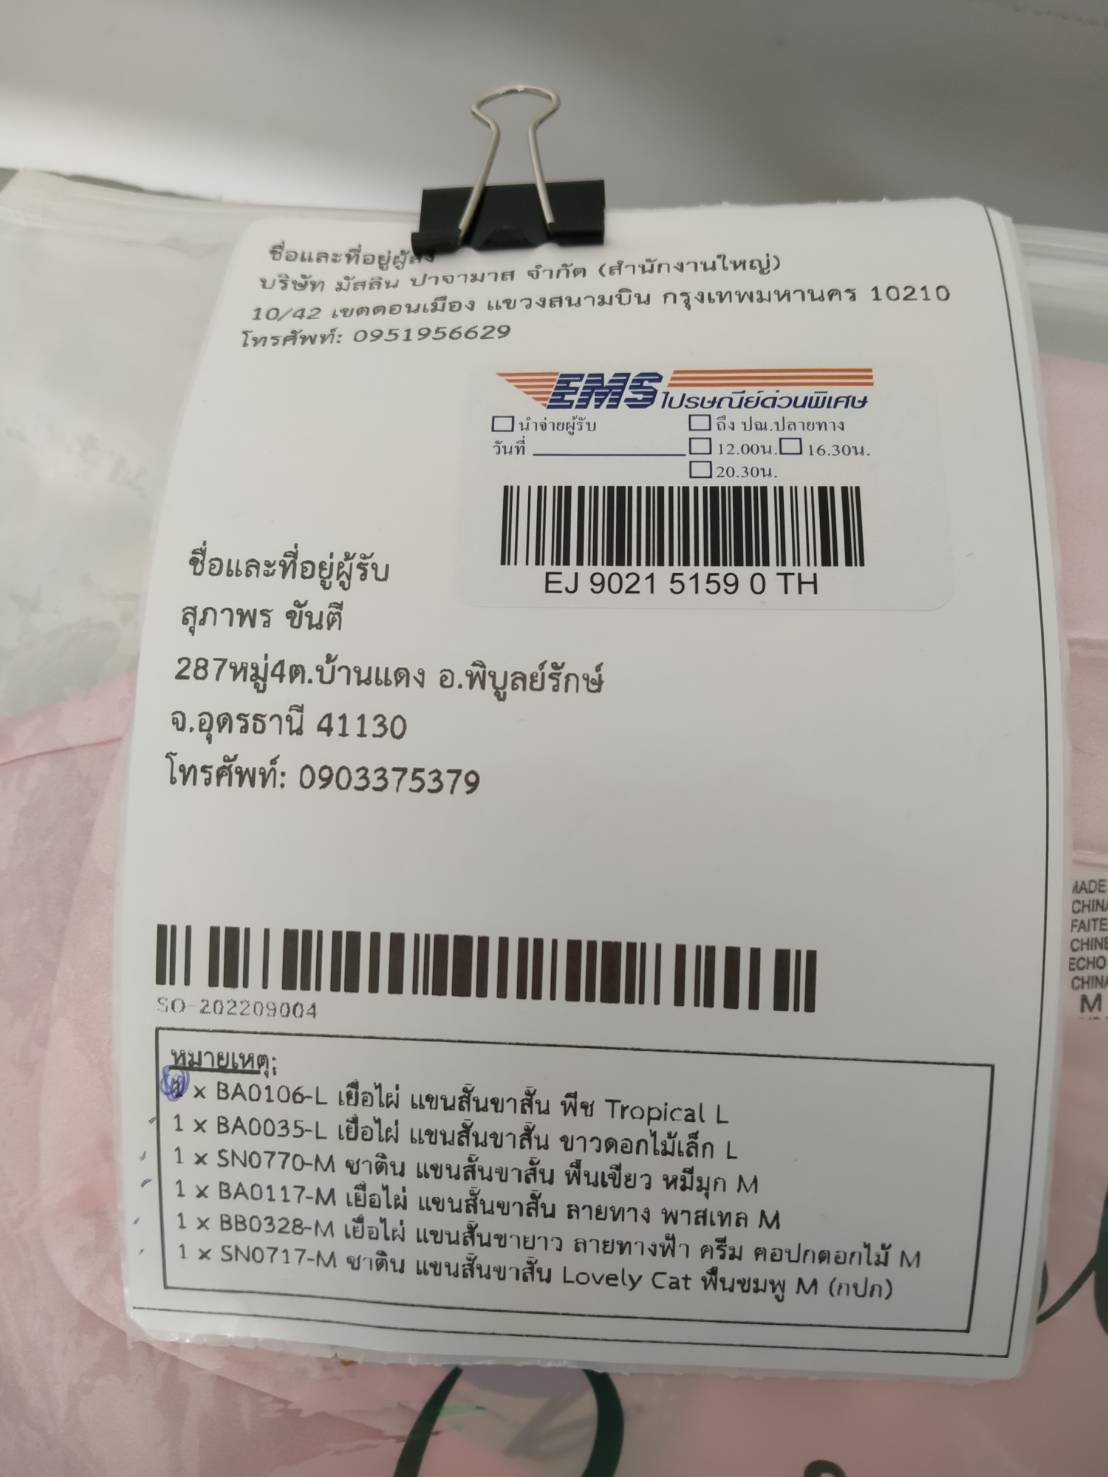 ชื่อและที่อยู่ผู้ส่ง
บริษัท มัสลิน ปาจามาส จำกัด (สำนักงานใหญ่)
10/42 เขตดอนเมือง แขวงสนามบิน กรุงเทพมหานคร 10210
โทรศัพท์: 0951956629
EMS ไปรษณีย์ด่วนพิเศษ
นำจ่ายผู้รับ ถึง ปณ.ปลายทาง
วันที่ 12.00น. 16.30น.
20.30น.
EJ 9021 5159 0 TH
ชื่อและที่อยู่ผู้รับ
สุภาพร ขันตี
287หมู่4ต.บ้านแดง อ.พิบูลย์รักษ์
จ.อุดรธานี 41130
โทรศัพท์: 0903375379
SO-202209004
หมายเหตุ:
1 x BA0106-L เยื่อไผ่ แขนสั้นขาสั้น พีช Tropical L
1 x BA0035-L เยื่อไผ่ แขนสั้นขาสั้น ขาวดอกไม้เล็ก L
1 x SN0770-M ซาติน แขนสั้นขาสั้น พื้นเขียว หมีมุก M
1 x BA0117-M เยื่อไผ่ แขนสั้นขาสั้น ลายทาง พาสเทล M
1 x BB0328-M เยื่อไผ่ แขนสั้นขายาว ลายทางฟ้า ครีม คอปกดอกไม้ M
1 x SN0717-M ซาติน แขนสั้นขาสั้น Lovely Cat พื้นชมพู M (กปก)
MADE
CHINA
FAITE
CHINE
ECHO
CHINA
M